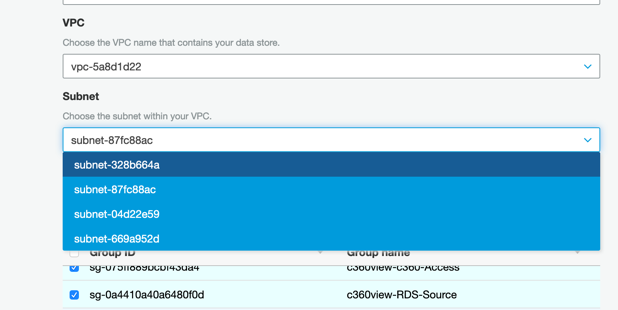 VPC
Choose the VPC name that contains your data store.
vpc-5a8d1d22
Subnet
Choose the subnet within your VPC.
subnet-87fc88ac
subnet-328b664a
subnet-87fc88ac
subnet-04d22e59
subnet-669a952d
Group ID Group name
c360view-c360-Access
sg-0a4410a40a6480f0d c360view-RDS-Source